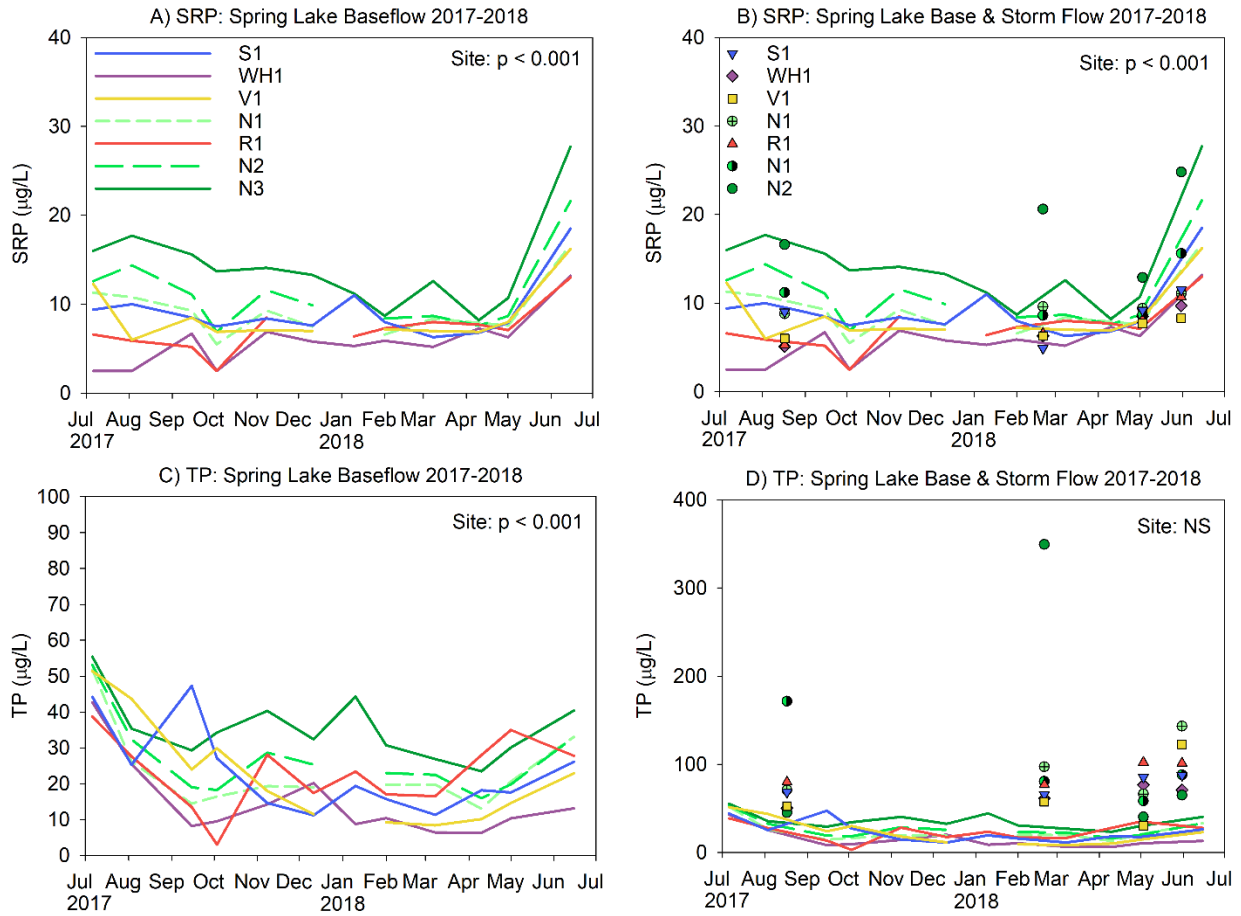 A) SRP: Spring Lake Baseflow 2017-2018
40
30
20
10
0
SRP (µg/L)
S1
WH1
V1
N1
R1
N2
N3
Site: p < 0.001
Jul Aug Sep Oct Nov Dec Jan Feb Mar Apr May Jun Jul
2017 2018
B) SRP: Spring Lake Base & Storm Flow 2017-2018
40
30
20
10
0
SRP (µg/L)
S1
WH1
V1
N1
R1
N1
N2
Site: p < 0.001
Jul Aug Sep Oct Nov Dec Jan Feb Mar Apr May Jun Jul
2017 2018
C) TP: Spring Lake Baseflow 2017-2018
100
90
80
70
60
50
40
30
20
10
0
TP (µg/L)
Site: p < 0.001
Jul Aug Sep Oct Nov Dec Jan Feb Mar Apr May Jun Jul
2017 2018
D) TP: Spring Lake Base & Storm Flow 2017-2018
400
300
200
100
0
TP (µg/L)
Site: NS
Jul Aug Sep Oct Nov Dec Jan Feb Mar Apr May Jun Jul
2017 2018